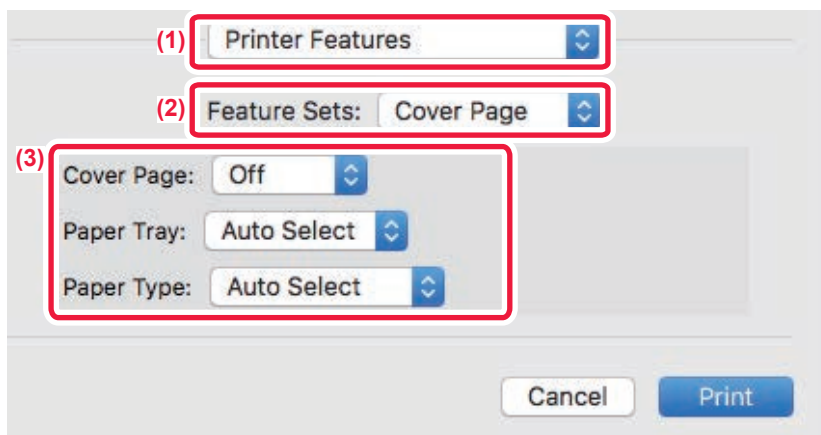 (1) Printer Features
(2) Feature Sets: Cover Page
(3)
Cover Page: Off
Paper Tray: Auto Select
Paper Type: Auto Select
Cancel Print